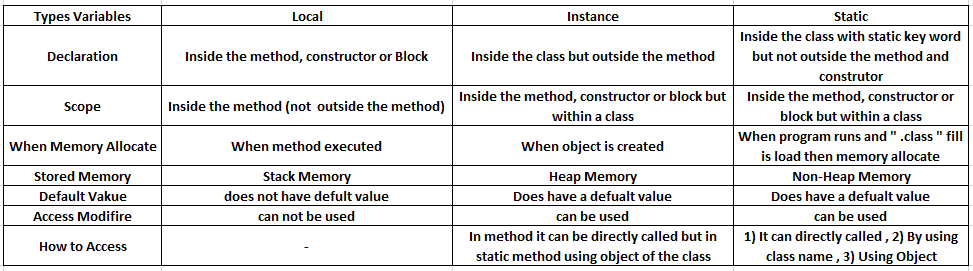 Types Variables Local Instance Static
Declaration Inside the method, constructor or Block Inside the class but outside the method Inside the class with static key word
but not outside the method and
construtor
Scope Inside the method (not outside the method) Inside the method, constructor or block but
within a class Inside the method, constructor or
block but within a class
When Memory Allocate When method executed When object is created When program runs and " .class " fill
is load then memory allocate
Stored Memory Stack Memory Heap Memory Non-Heap Memory
Default Vakue does not have defult value Does have a defualt value Does have a defualt value
Access Modifire can not be used can be used can be used
How to Access - In method it can be directly called but in
static method using object of the class 1) It can directly called , 2) By using
class name , 3) Using Object